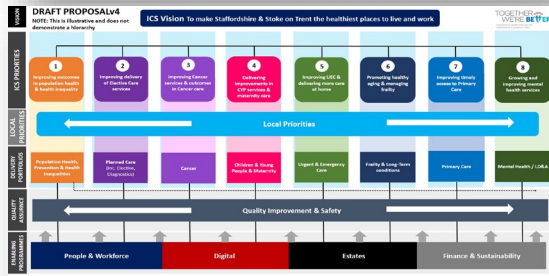 VISION
DRAFT PROPOSALv4
NOTE: This is illustrative and does not
demonstrate a hierarchy
ICS Vision To make Staffordshire & Stoke on Trent the healthiest places to live and work
TOGETHER
WE'RE BETTER
ICS PRIORITIES
1
Improving outcomes
in population health
& health inequality
2
Improving delivery
of Elective Care
services
3
Improving Cancer
services & outcomes
in Cancer care
4
Delivering
improvements in
CYP services &
maternity care
5
Improving UEC &
delivering more care
at home
6
Promoting healthy
aging & managing
frailty
7
Improving timely
access to Primary Care
8
Growing and
improving mental
health services
LOCAL
PRIORITIES
Local Priorities
DELIVERY
PORTFOLIOS
Population Health,
Prevention & Health
Inequalities
Planned Care
(Inc. Elective,
Diagnostics)
Cancer
Children & Young
People & Maternity
Urgent & Emergency
Care
Frailty & Long-Term
conditions
Primary Care
Mental Health / LD&A
QUALITY
ASSURANCE
Quality Improvement & Safety
ENABLING
PROGRAMMES
People & Workforce
Digital
Estates
Finance & Sustainability